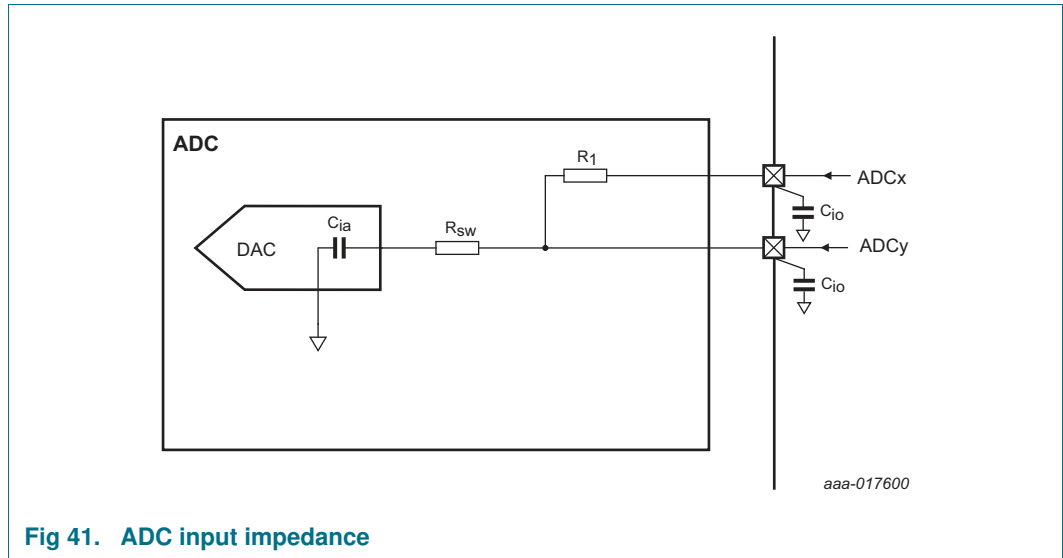 ADC
R1
ADCx
Cio
Cia
Rsw
DAC
ADCy
Cio
aaa-017600
Fig 41. ADC input impedance